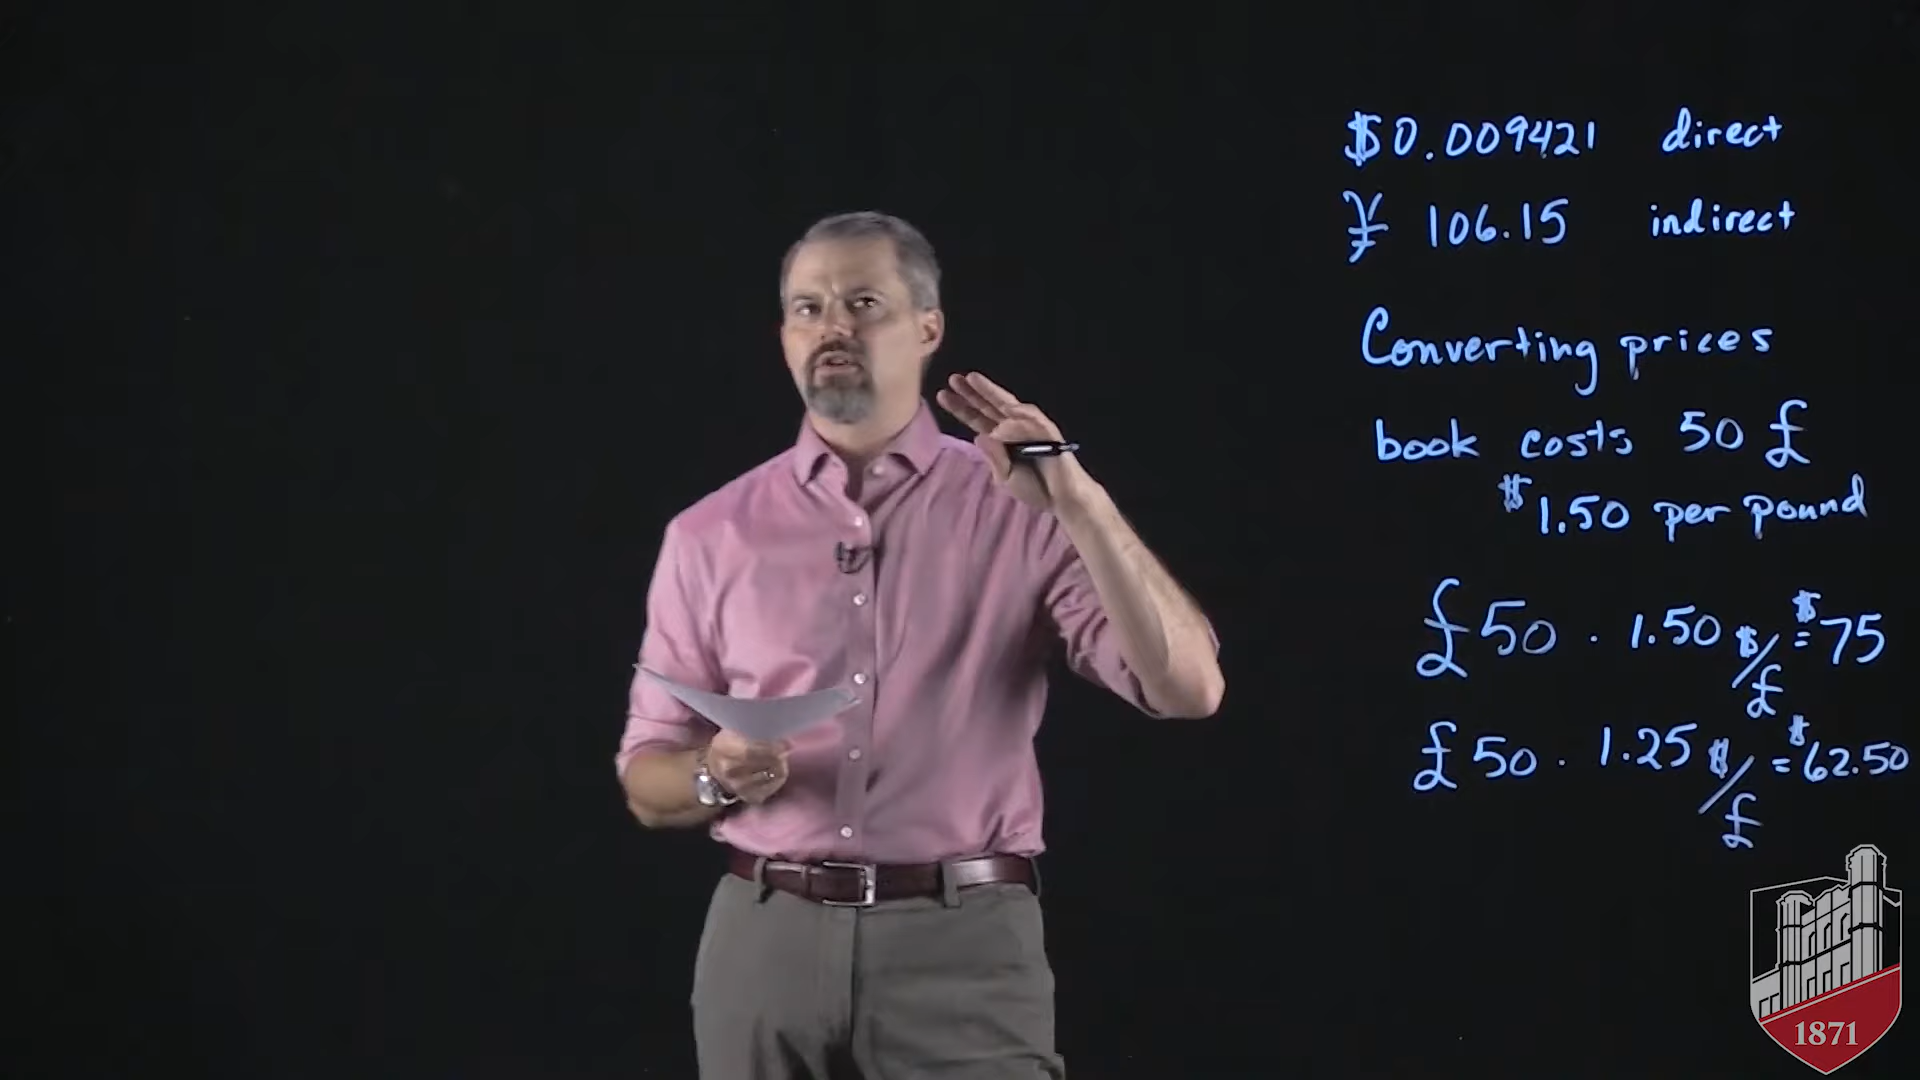 $0.009421 direct
¥ 106.15 indirect
Converting prices
book costs 50 £
$1.50 per pound
£50 · 1.50 $/£ = $75
£50 · 1.25 $/£ = $62.50
1871